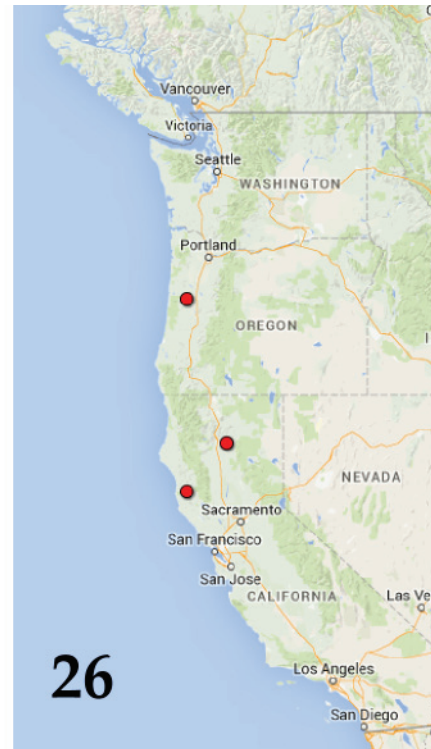 Vancouver
Victoria
Seattle
WASHINGTON
Portland
OREGON
NEVADA
Sacramento
San Francisco
San Jose
CALIFORNIA
Las Ve
Los Angeles
San Diego
26